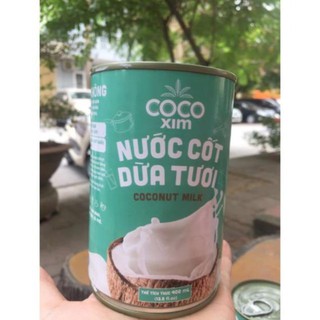 COCO
XIM
NƯỚC CỐT
DỪA TƯƠI
COCONUT MILK